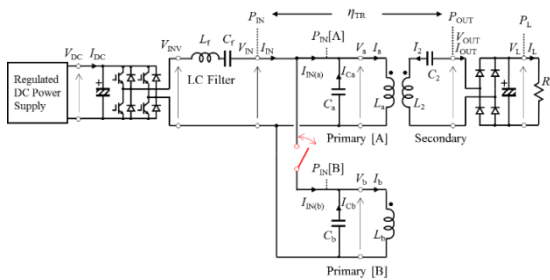 P_IN
η_TR
P_OUT
P_L
V_DC
I_DC
V_INV
L_f
C_f
V_IN
I_IN
P_IN[A]
V_a
I_a
I_2
V_OUT
I_OUT
V_L
I_L
LC Filter
I_IN(a)
I_Ca
C_2
Regulated
DC Power
Supply
C_a
L_a
L_2
R
Primary [A]
Secondary
P_IN[B]
V_b
I_b
I_IN(b)
I_Cb
C_b
L_b
Primary [B]